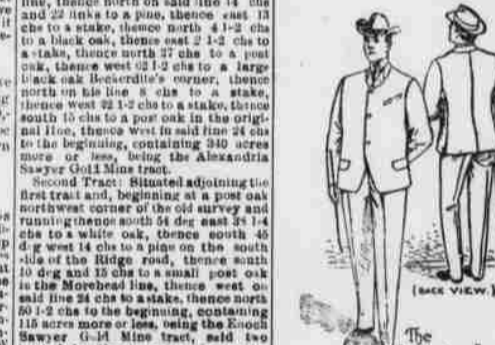 line, thence north on said line 14 chs
and 22 links to a pine, thence east 13
chs to a stake, thence north 4 1-2 chs
to a black oak, thence east 2 1-2 chs to
a stake, thence north 27 chs to a post
oak, thence west 62 1-2 chs to a large
black oak Beckerdite's corner, thence
north on his line 8 chs to a stake,
thence west 22 1-2 chs to a stake, thence
south 15 chs to a post oak in the origi-
nal line, thence west in said line 24 chs
to the beginning, containing 340 acres
more or less, being the Alexandria
Sawyer Gold Mine tract.
Second Tract: Situated adjoining the
first trast and, beginning at a post oak
northwest corner of the old survey and
running thence south 54 deg east 38 1-4
chs to a white oak, thence south 45
deg west 14 chs to a pine on the south
side of the Ridge road, thence south
10 deg and 15 chs to a small post oak
is the Morehead line, thence west on
said line 24 chs to a stake, thence north
50 1-2 chs to the beginning, containing
115 acres more or less, being the Enoch
Sawyer Gold Mine tract, said two
(BACK VIEW.)
The